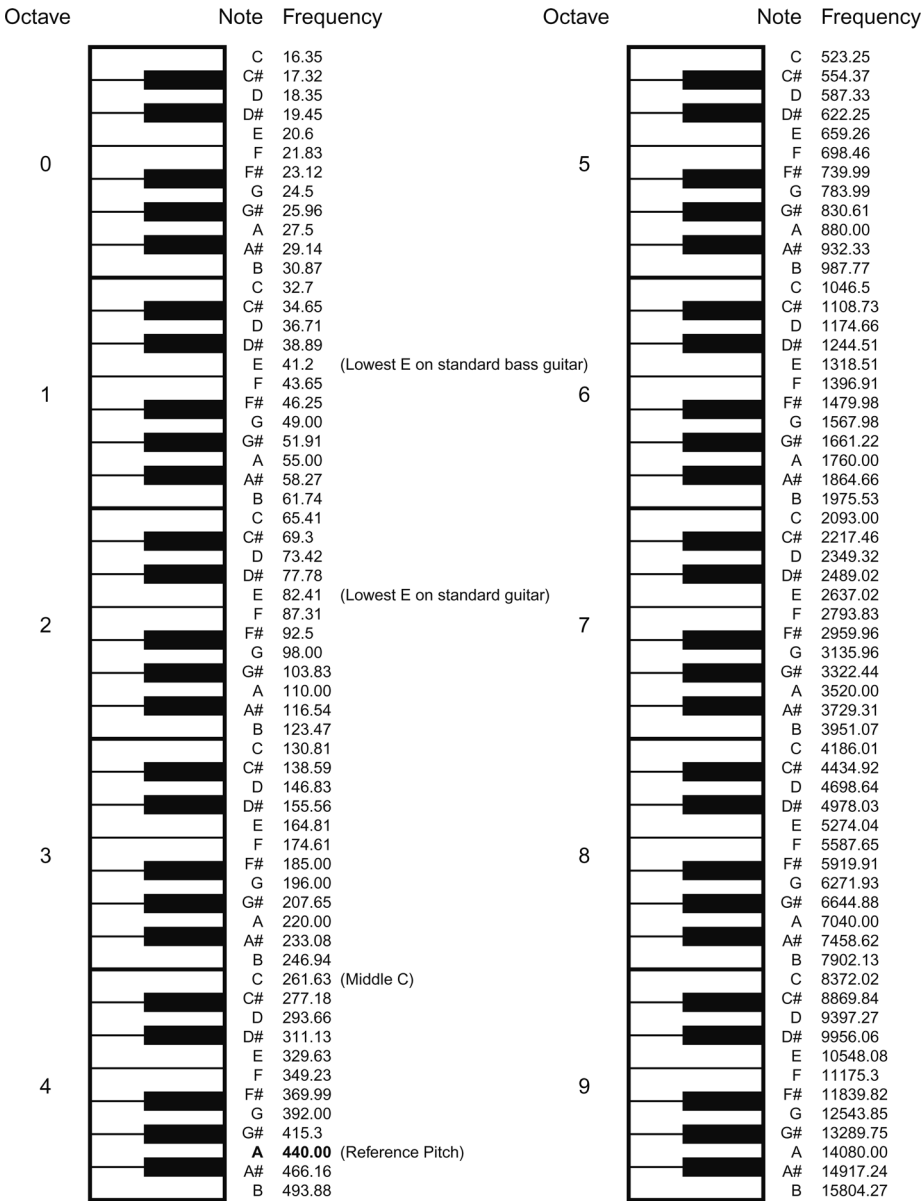 Octave Note Frequency
C 16.35
C# 17.32
D 18.35
D# 19.45
E 20.6
F 21.83
0
F# 23.12
G 24.5
G# 25.96
A 27.5
A# 29.14
B 30.87
C 32.7
C# 34.65
D 36.71
D# 38.89
E 41.2 (Lowest E on standard bass guitar)
F 43.65
1
F# 46.25
G 49.00
G# 51.91
A 55.00
A# 58.27
B 61.74
C 65.41
C# 69.3
D 73.42
D# 77.78
E 82.41 (Lowest E on standard guitar)
F 87.31
2
F# 92.5
G 98.00
G# 103.83
A 110.00
A# 116.54
B 123.47
C 130.81
C# 138.59
D 146.83
D# 155.56
E 164.81
F 174.61
3
F# 185.00
G 196.00
G# 207.65
A 220.00
A# 233.08
B 246.94
C 261.63 (Middle C)
C# 277.18
D 293.66
D# 311.13
E 329.63
F 349.23
4
F# 369.99
G 392.00
G# 415.3
A 440.00 (Reference Pitch)
A# 466.16
B 493.88
Octave Note Frequency
C 523.25
C# 554.37
D 587.33
D# 622.25
E 659.26
F 698.46
5
F# 739.99
G 783.99
G# 830.61
A 880.00
A# 932.33
B 987.77
C 1046.5
C# 1108.73
D 1174.66
D# 1244.51
E 1318.51
F 1396.91
6
F# 1479.98
G 1567.98
G# 1661.22
A 1760.00
A# 1864.66
B 1975.53
C 2093.00
C# 2217.46
D 2349.32
D# 2489.02
E 2637.02
F 2793.83
7
F# 2959.96
G 3135.96
G# 3322.44
A 3520.00
A# 3729.31
B 3951.07
C 4186.01
C# 4434.92
D 4698.64
D# 4978.03
E 5274.04
F 5587.65
8
F# 5919.91
G 6271.93
G# 6644.88
A 7040.00
A# 7458.62
B 7902.13
C 8372.02
C# 8869.84
D 9397.27
D# 9956.06
E 10548.08
F 11175.3
9
F# 11839.82
G 12543.85
G# 13289.75
A 14080.00
A# 14917.24
B 15804.27